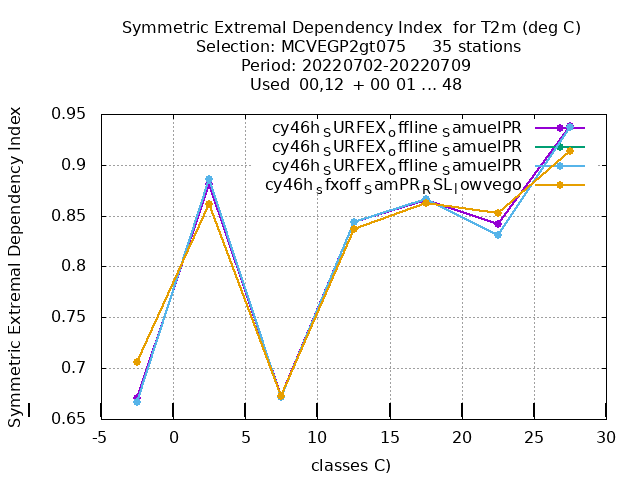 Symmetric Extremal Dependency Index for T2m (deg C)
Selection: MCVEGP2gt075 35 stations
Period: 20220702-20220709
Used 00,12 + 00 01 ... 48
Symmetric Extremal Dependency Index
0.95
0.9
0.85
0.8
0.75
0.7
0.65
cy46h_SURFEX_offline_SamuelPR
cy46h_SURFEX_offline_SamuelPR
cy46h_SURFEX_offline_SamuelPR
cy46h_sfxoff_SamPR_RSL_lowvego
-5
0
5
10
15
20
25
30
classes C)